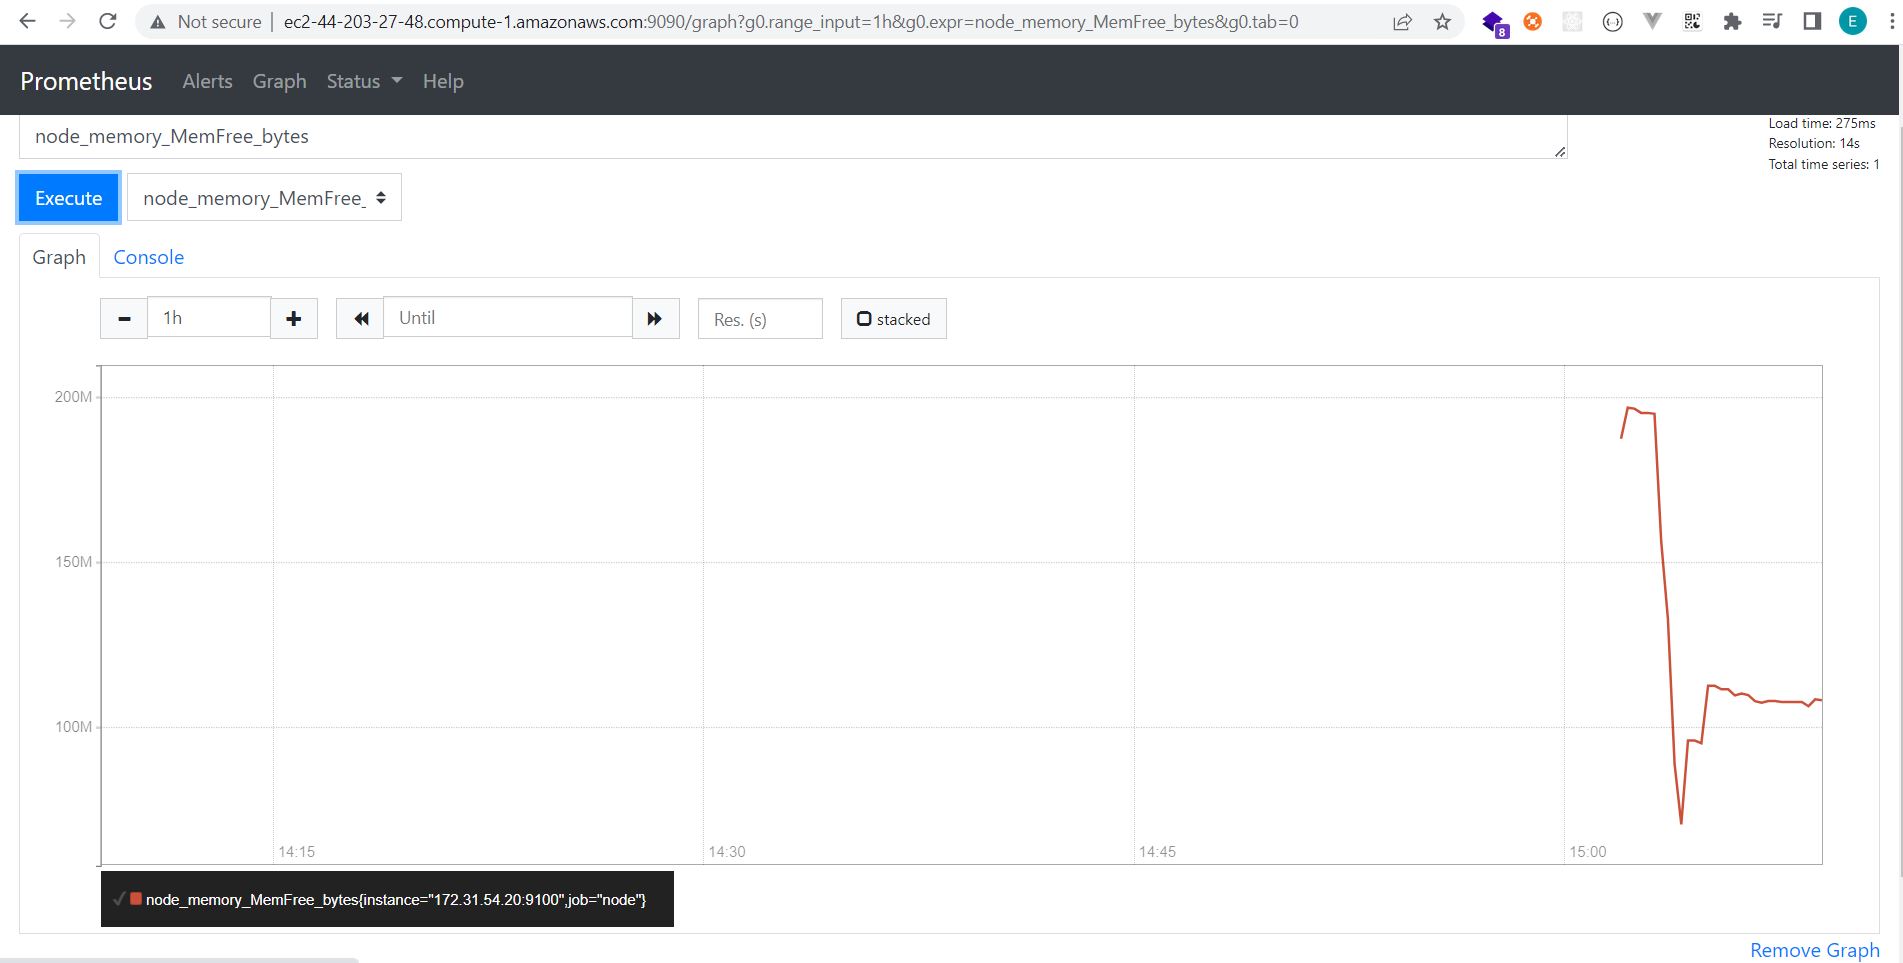 Not secure | ec2-44-203-27-48.compute-1.amazonaws.com:9090/graph?g0.range_input=1h&g0.expr=node_memory_MemFree_bytes&g0.tab=0
8
E
Prometheus Alerts Graph Status Help
node_memory_MemFree_bytes
Load time: 275ms
Resolution: 14s
Total time series: 1
Execute node_memory_MemFree_
Graph Console
1h Until Res. (s) stacked
200M
150M
100M
14:15 14:30 14:45 15:00
node_memory_MemFree_bytes{instance="172.31.54.20:9100",job="node"}
Remove Graph